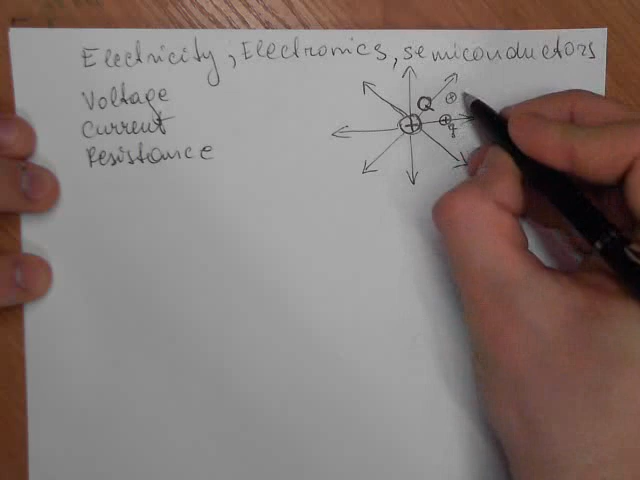 Electricity, Electronics, semiconductors
Voltage
Current
Resistance
Q
+
+
q
+